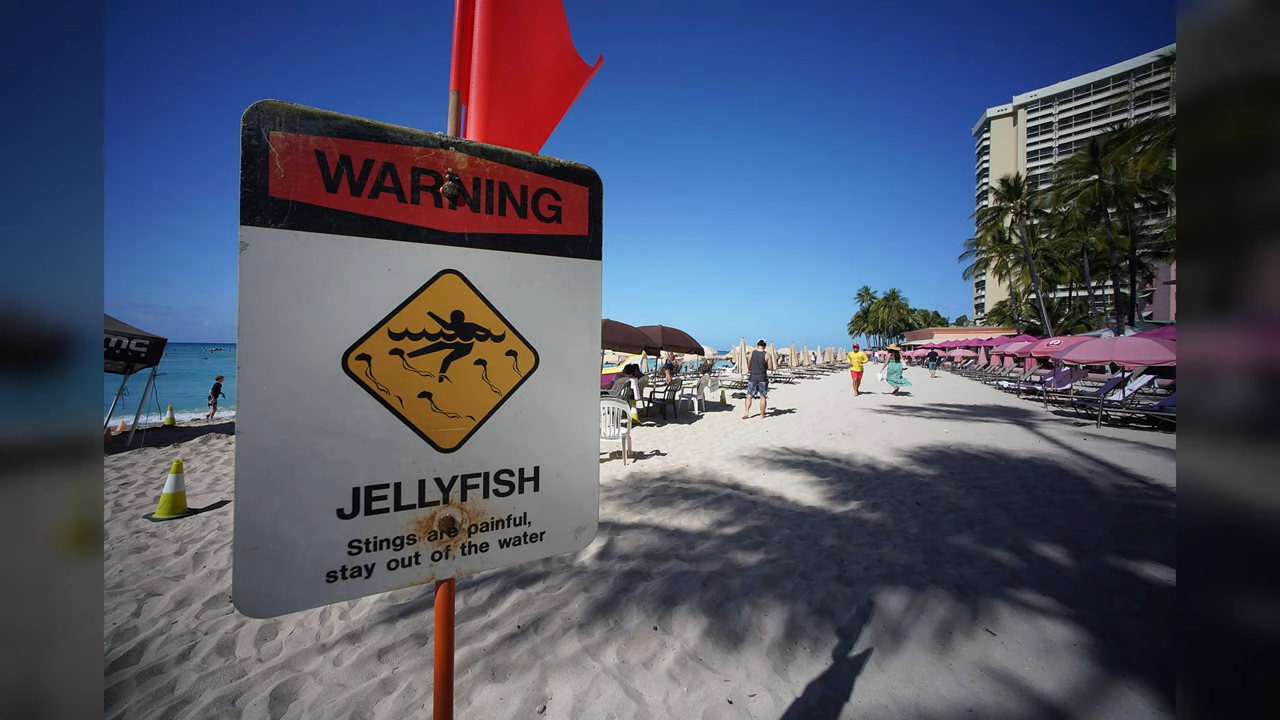 WARNING
JELLYFISH
Stings are painful,
stay out of the water